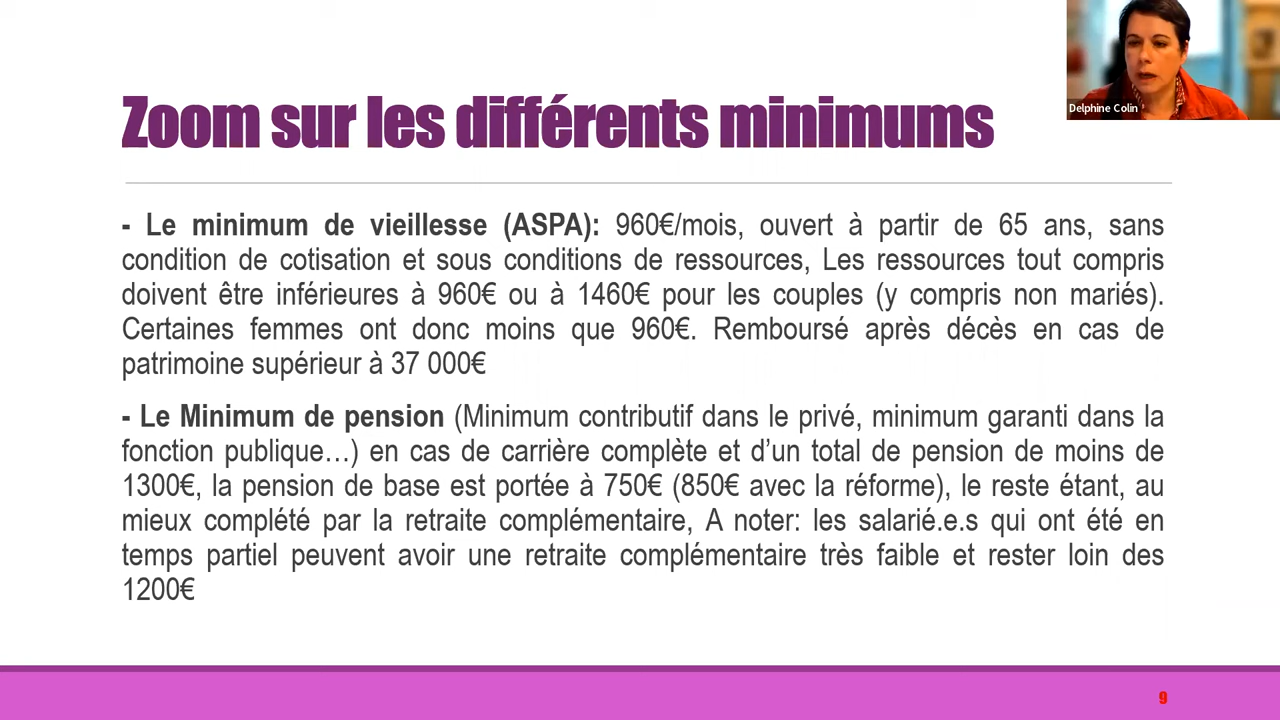 Zoom sur les différents minimums
Delphine Colin
- Le minimum de vieillesse (ASPA): 960€/mois, ouvert à partir de 65 ans, sans
condition de cotisation et sous conditions de ressources, Les ressources tout compris
doivent être inférieures à 960€ ou à 1460€ pour les couples (y compris non mariés).
Certaines femmes ont donc moins que 960€. Remboursé après décès en cas de
patrimoine supérieur à 37 000€
- Le Minimum de pension (Minimum contributif dans le privé, minimum garanti dans la
fonction publique…) en cas de carrière complète et d’un total de pension de moins de
1300€, la pension de base est portée à 750€ (850€ avec la réforme), le reste étant, au
mieux complété par la retraite complémentaire, A noter: les salarié.e.s qui ont été en
temps partiel peuvent avoir une retraite complémentaire très faible et rester loin des
1200€
9